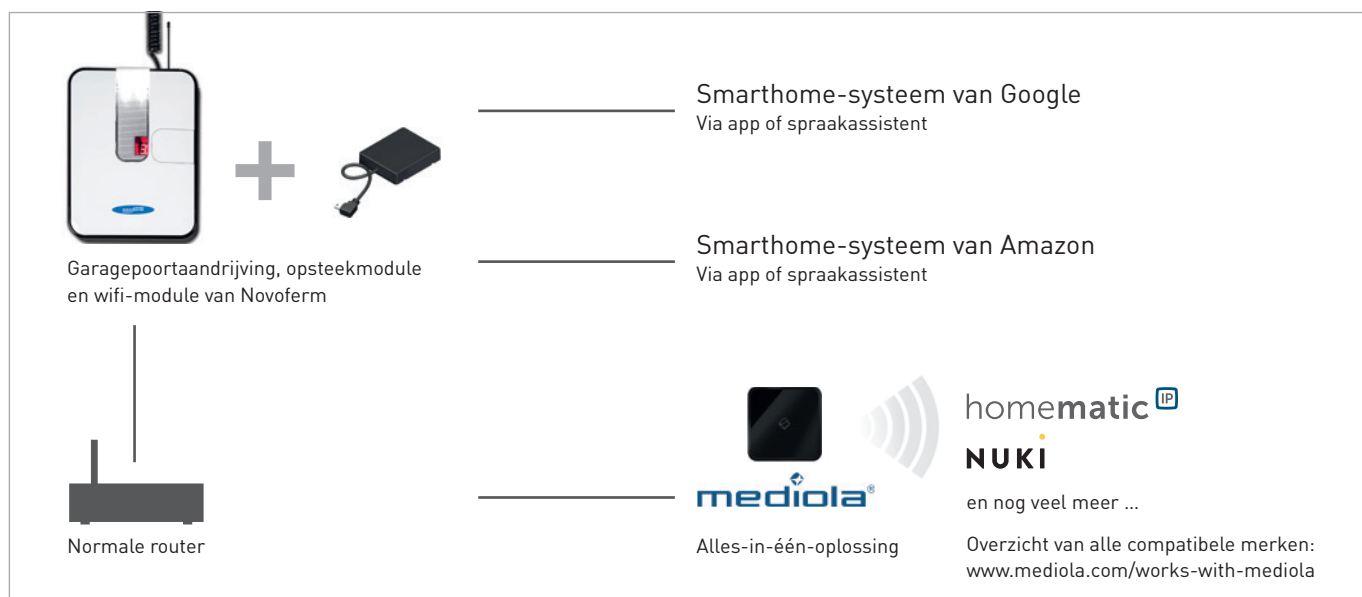 Smarthome-systeem van Google
Via app of spraakassistent
Garagepoortaandrijving, opsteekmodule
en wifi-module van Novoferm
Smarthome-systeem van Amazon
Via app of spraakassistent
Normale router
mediola®
Alles-in-één-oplossing
homematic IP
NUKI
en nog veel meer ...
Overzicht van alle compatibele merken:
www.mediola.com/works-with-mediola